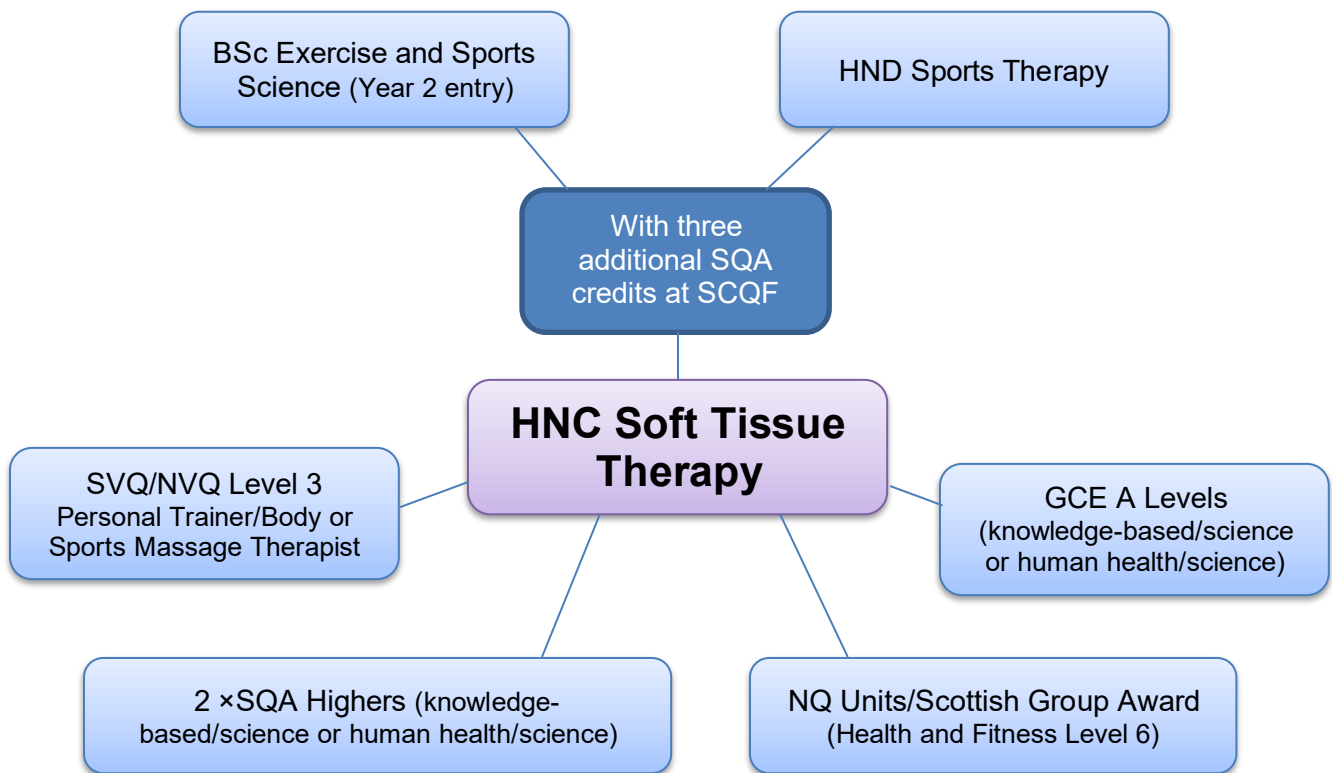 BSc Exercise and Sports
Science (Year 2 entry)
HND Sports Therapy
With three
additional SQA
credits at SCQF
HNC Soft Tissue
Therapy
SVQ/NVQ Level 3
Personal Trainer/Body or
Sports Massage Therapist
GCE A Levels
(knowledge-based/science
or human health/science)
2 ×SQA Highers (knowledge-
based/science or human health/science)
NQ Units/Scottish Group Award
(Health and Fitness Level 6)